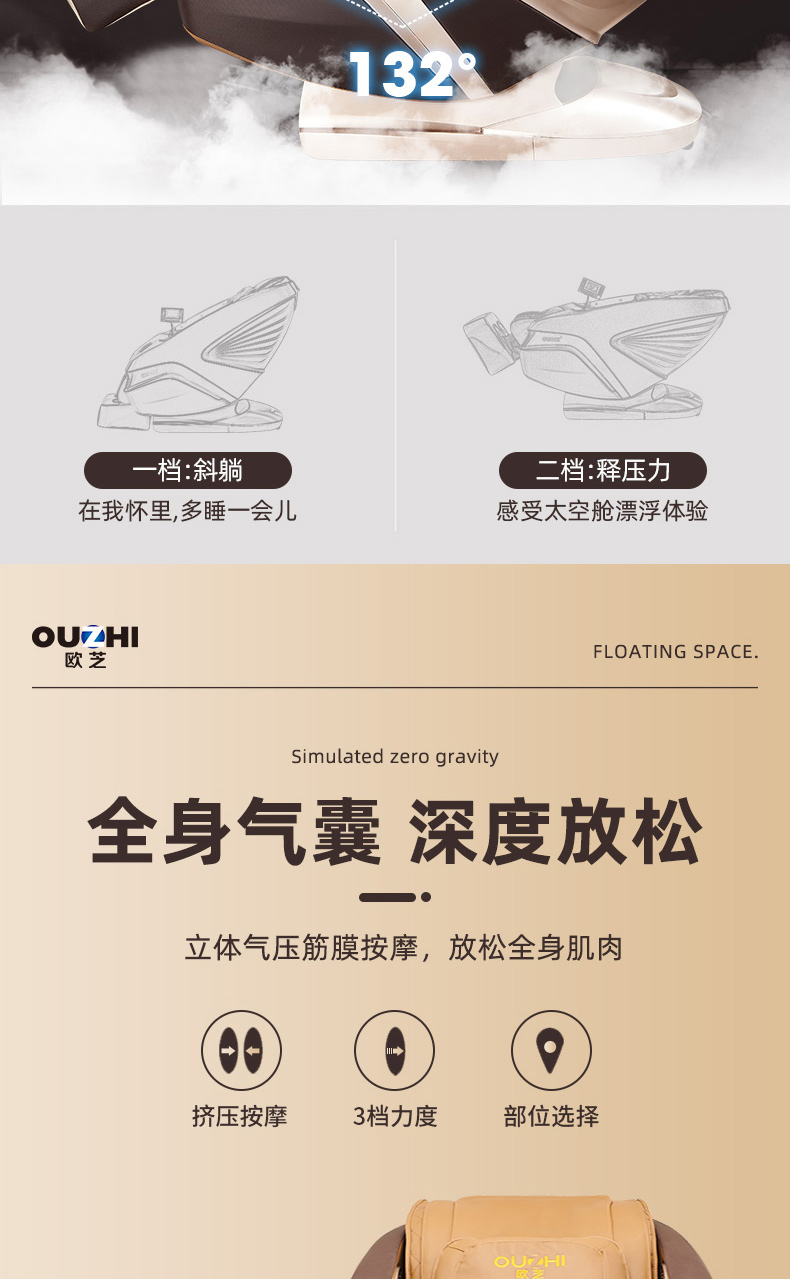 132°
一档:斜躺
二档:释压力
在我怀里,多睡一会儿
感受太空舱漂浮体验
OUZHI
欧芝
FLOATING SPACE.
Simulated zero gravity
全身气囊 深度放松
立体气压筋膜按摩，放松全身肌肉
挤压按摩
3档力度
部位选择
OUZHI
欧芝